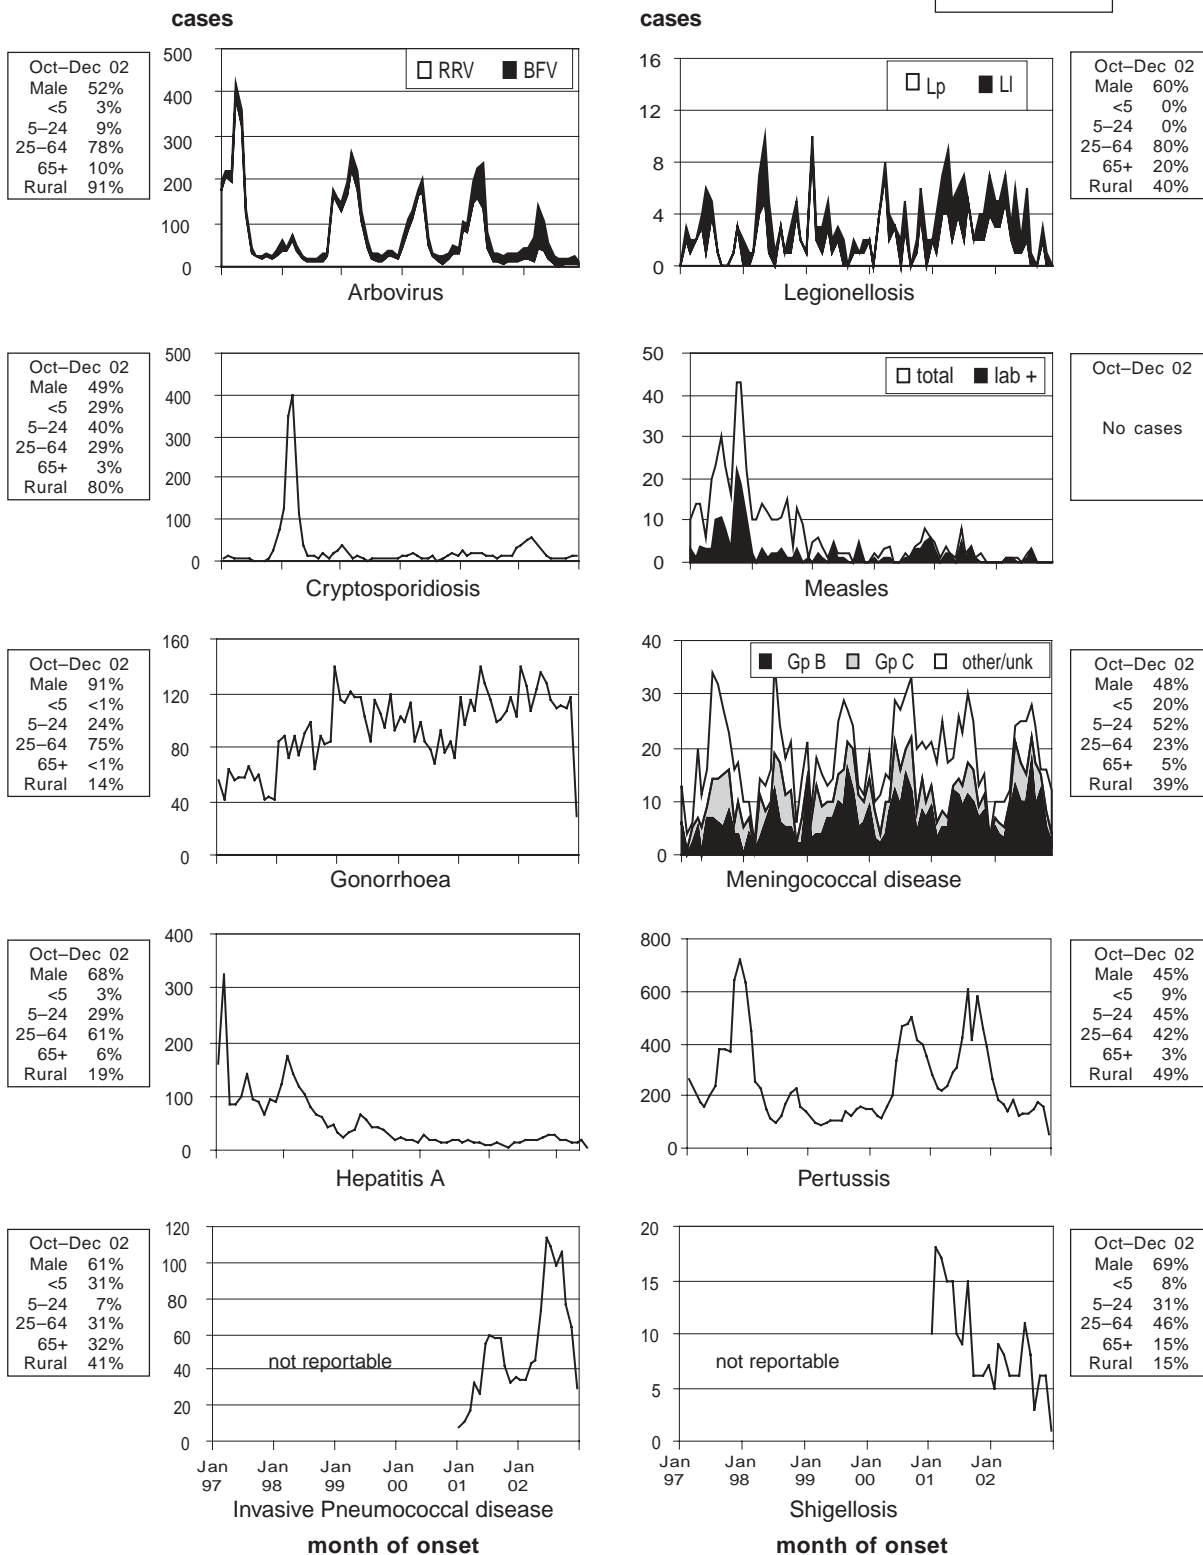 cases
cases
Oct–Dec 02
Male 52%
<5 3%
5–24 9%
25–64 78%
65+ 10%
Rural 91%
500
400
300
200
100
0
RRV BFV
Arbovirus
16
12
8
4
0
Lp Ll
Legionellosis
Oct–Dec 02
Male 60%
<5 0%
5–24 0%
25–64 80%
65+ 20%
Rural 40%
Oct–Dec 02
Male 49%
<5 29%
5–24 40%
25–64 29%
65+ 3%
Rural 80%
500
400
300
200
100
0
Cryptosporidiosis
50
40
30
20
10
0
total lab +
Measles
Oct–Dec 02
No cases
Oct–Dec 02
Male 91%
<5 <1%
5–24 24%
25–64 75%
65+ <1%
Rural 14%
160
120
80
40
0
Gonorrhoea
40
30
20
10
0
Gp B Gp C other/unk
Meningococcal disease
Oct–Dec 02
Male 48%
<5 20%
5–24 52%
25–64 23%
65+ 5%
Rural 39%
Oct–Dec 02
Male 68%
<5 3%
5–24 29%
25–64 61%
65+ 6%
Rural 19%
400
300
200
100
0
Hepatitis A
800
600
400
200
0
Pertussis
Oct–Dec 02
Male 45%
<5 9%
5–24 45%
25–64 42%
65+ 3%
Rural 49%
Oct–Dec 02
Male 61%
<5 31%
5–24 7%
25–64 31%
65+ 32%
Rural 41%
120
100
80
60
40
20
0
not reportable
Jan Jan Jan Jan Jan Jan
97 98 99 00 01 02
Invasive Pneumococcal disease
month of onset
20
15
10
5
0
not reportable
Jan Jan Jan Jan Jan Jan
97 98 99 00 01 02
Shigellosis
month of onset
Oct–Dec 02
Male 69%
<5 8%
5–24 31%
25–64 46%
65+ 15%
Rural 15%